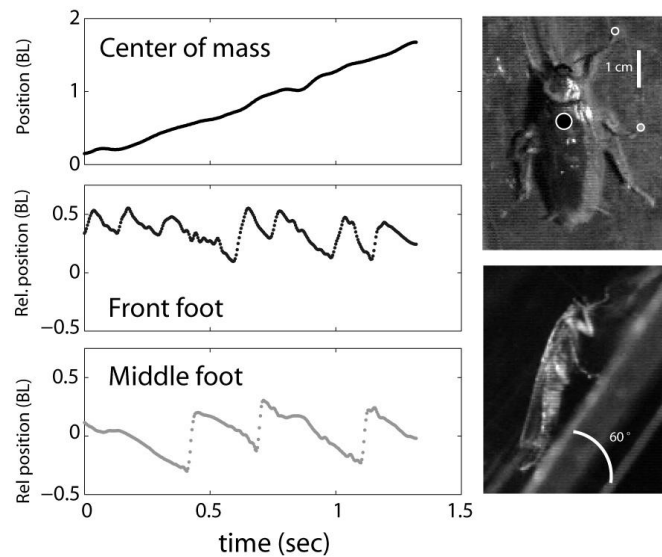 2
Center of mass
1
0
Position (BL)
0.5
0
−0.5
Front foot
Rel. position (BL)
Middle foot
0.5
0
−0.5
Rel position (BL)
0
0.5
1
1.5
time (sec)
1 cm
60°